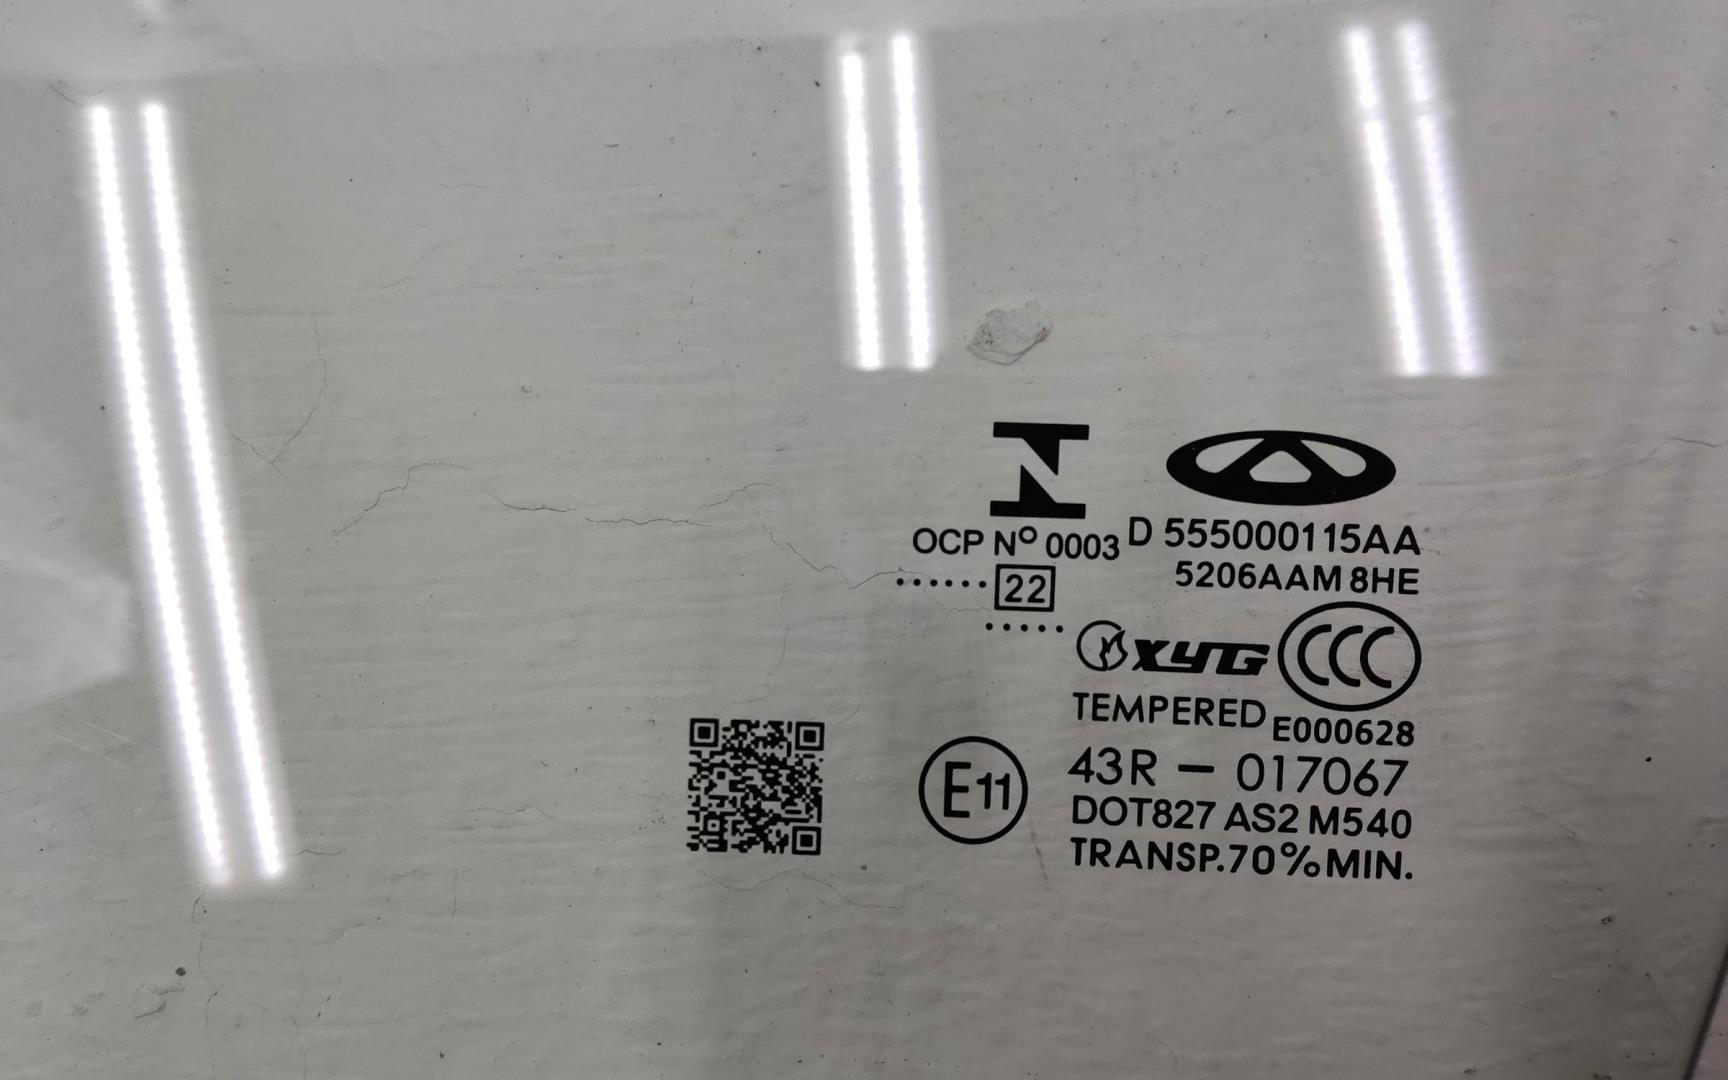 OCP Nº 0003
D 555000115AA
5206AAM 8HE
······22
·····
XYG CCC
TEMPERED E000628
E11
43R — 017067
DOT827 AS2 M540
TRANSP.70%MIN.